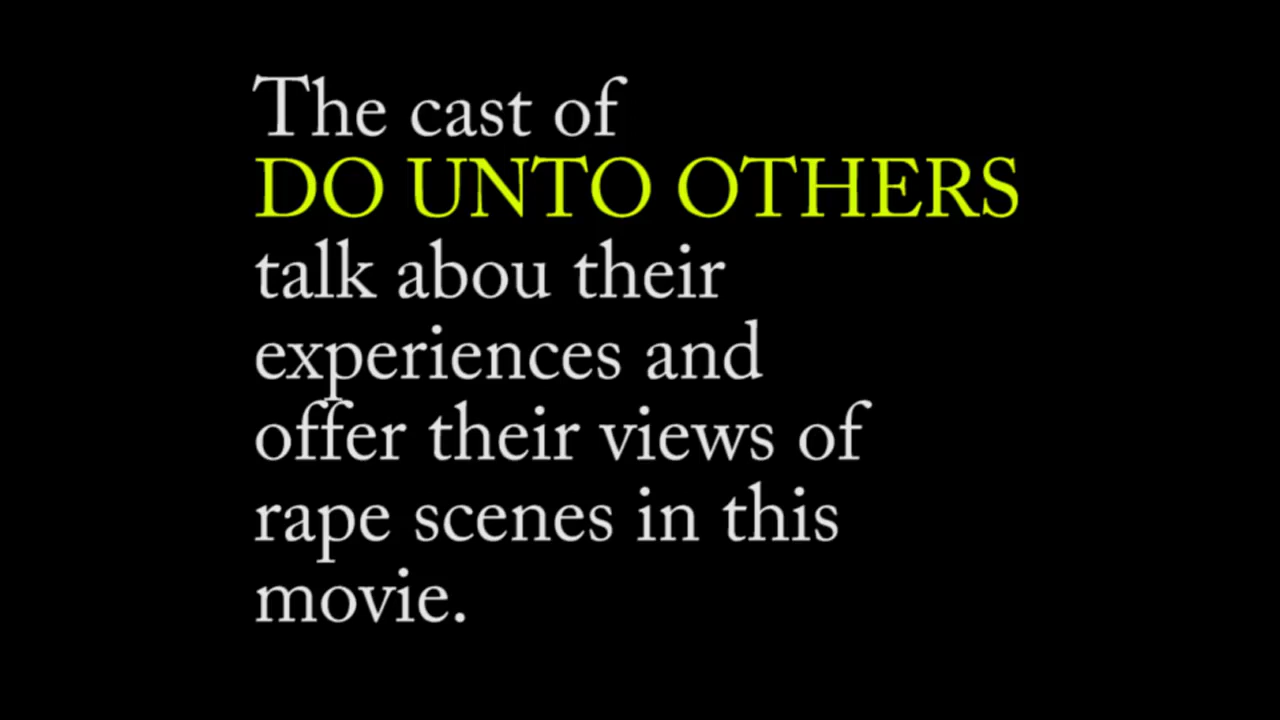 The cast of
DO UNTO OTHERS
talk abou their
experiences and
offer their views of
rape scenes in this
movie.